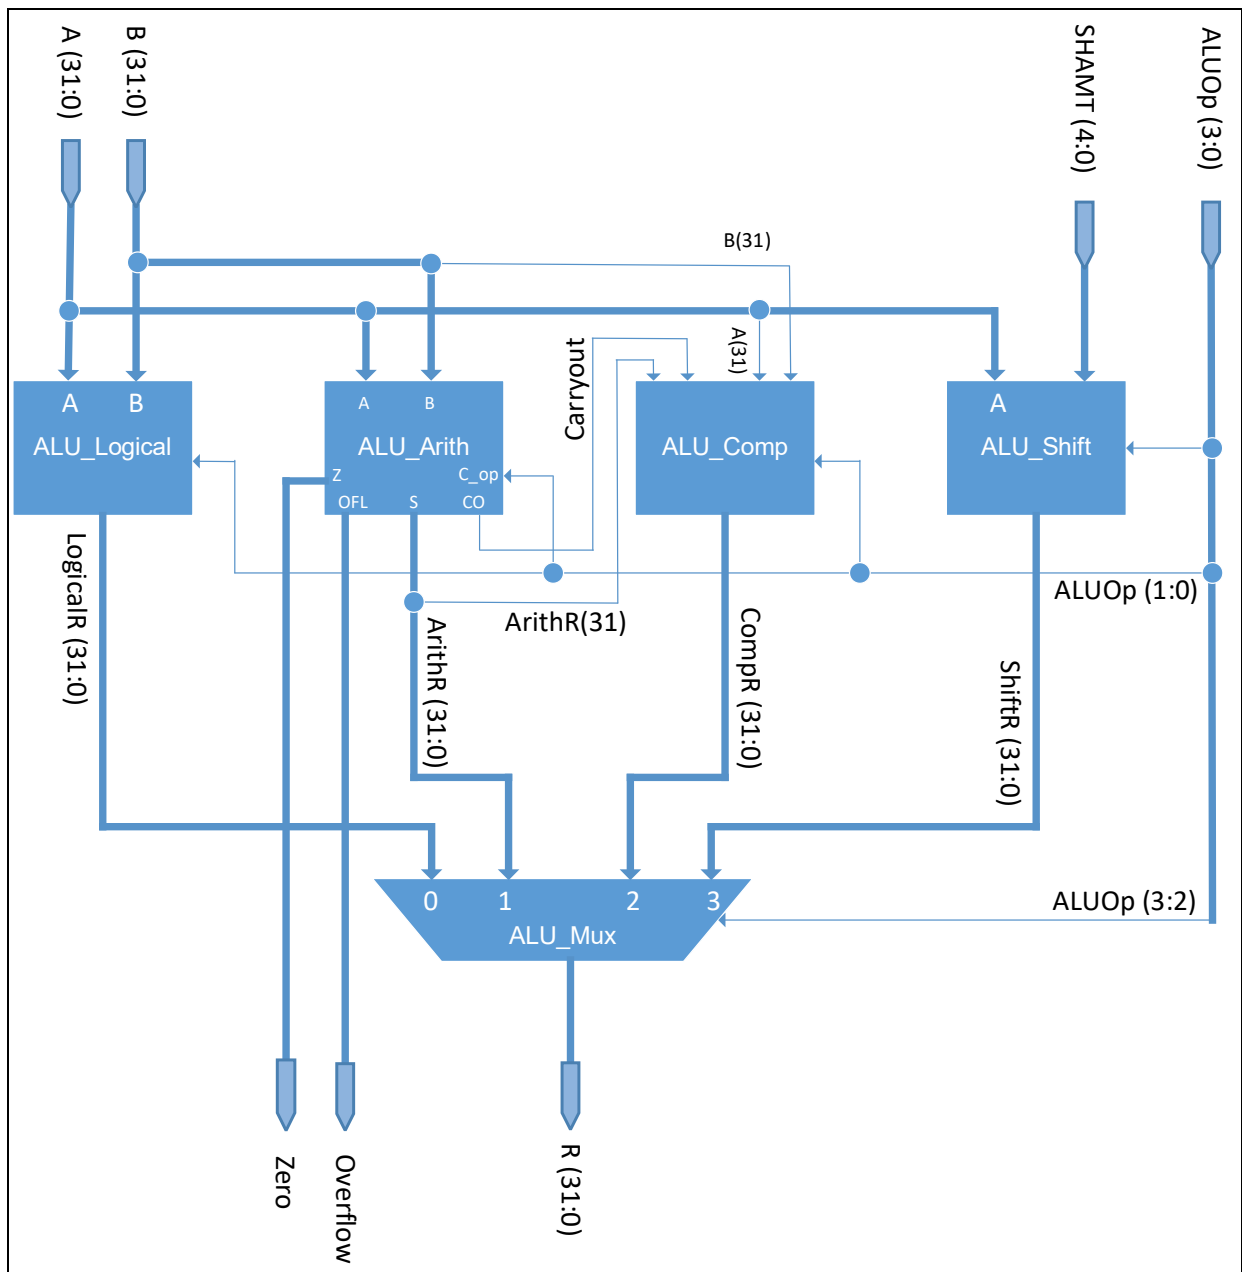 A (31:0)
B (31:0)
SHAMT (4:0)
ALUOp (3:0)
B(31)
A(31)
Carryout
A
B
ALU_Logical
A
B
ALU_Arith
Z
C_op
OFL
S
CO
ALU_Comp
A
ALU_Shift
ALUOp (1:0)
LogicalR (31:0)
ArithR(31)
ArithR (31:0)
CompR (31:0)
ShiftR (31:0)
0
1
2
3
ALU_Mux
ALUOp (3:2)
Zero
Overflow
R (31:0)